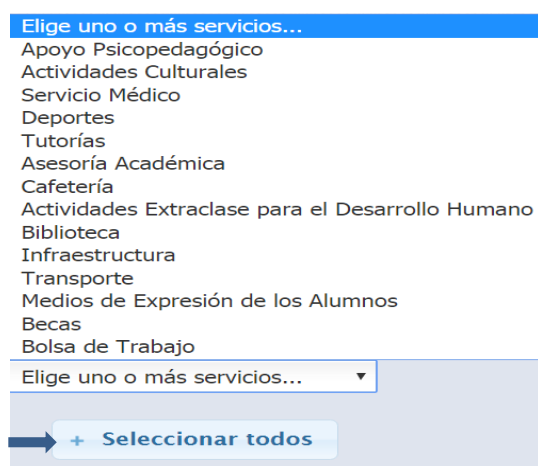 Elige uno o más servicios...
Apoyo Psicopedagógico
Actividades Culturales
Servicio Médico
Deportes
Tutorías
Asesoría Académica
Cafetería
Actividades Extraclase para el Desarrollo Humano
Biblioteca
Infraestructura
Transporte
Medios de Expresión de los Alumnos
Becas
Bolsa de Trabajo
Elige uno o más servicios...
+ Seleccionar todos